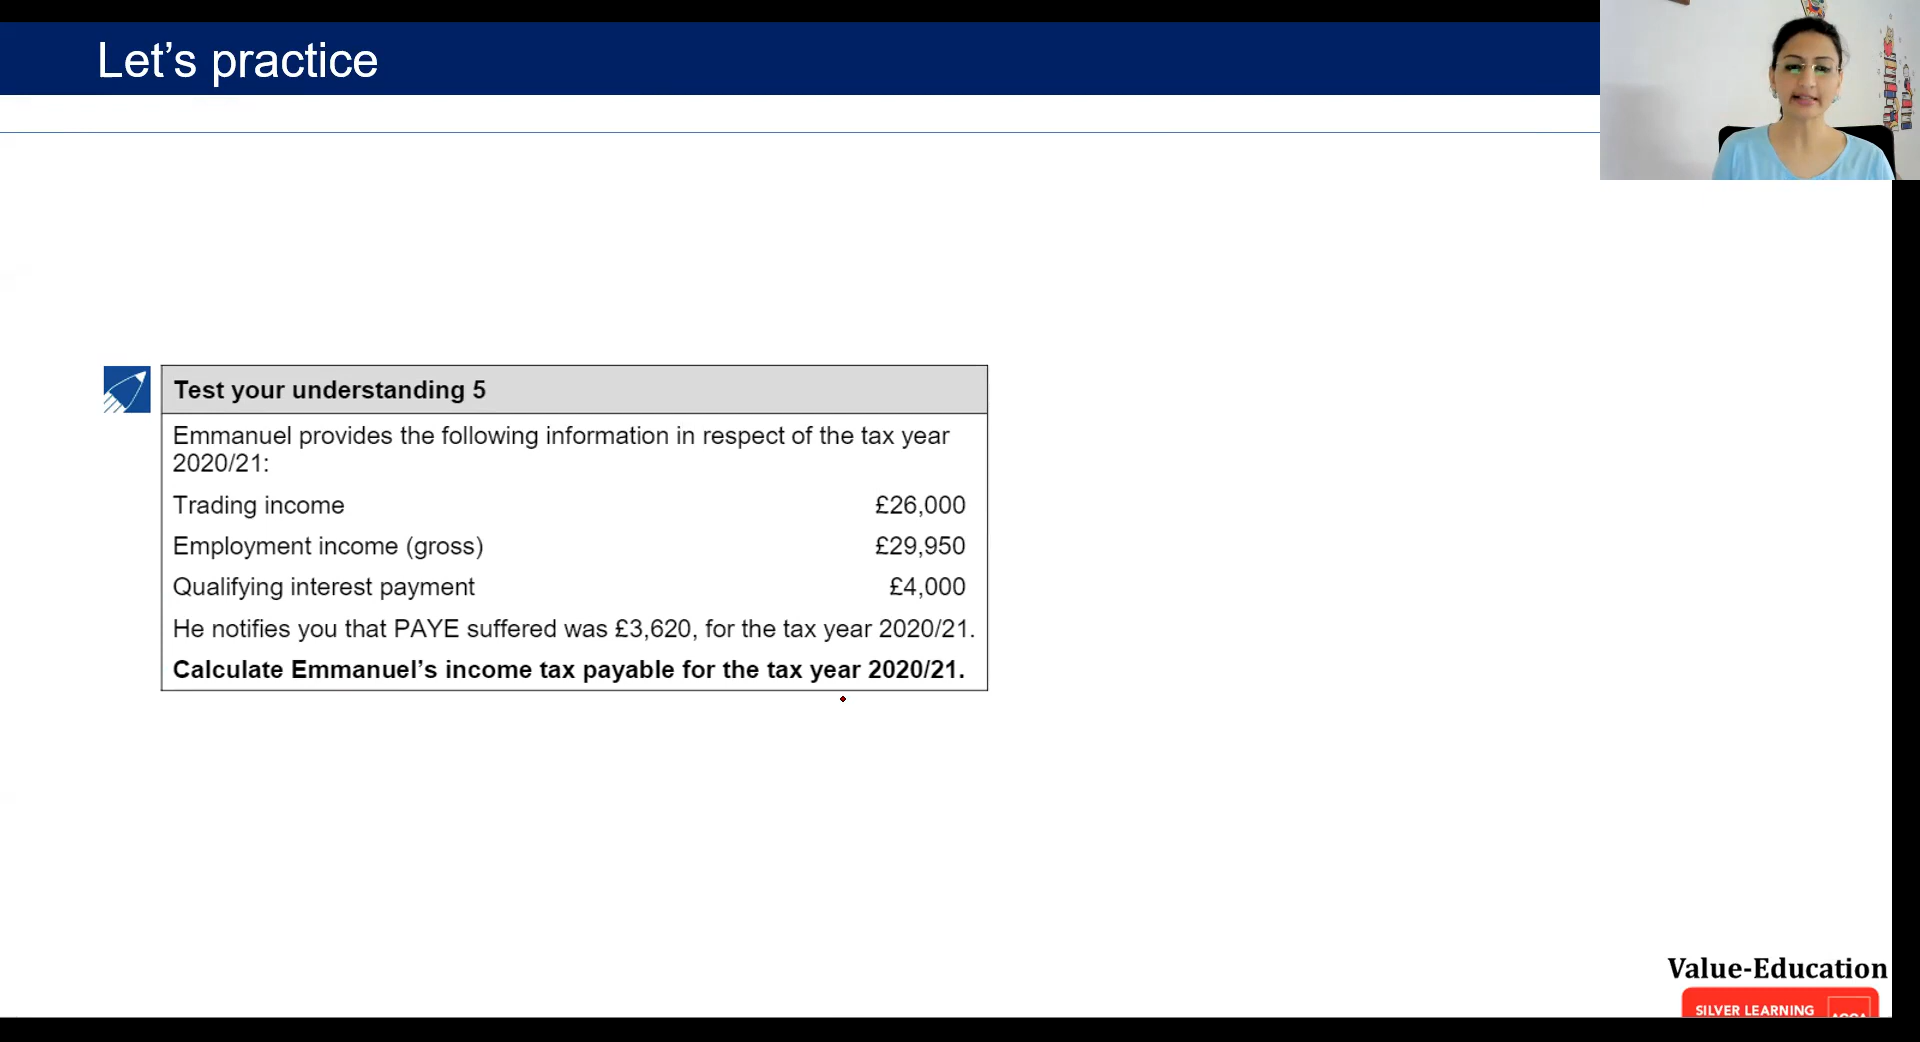 Let's practice
Test your understanding 5
Emmanuel provides the following information in respect of the tax year
2020/21:
Trading income £26,000
Employment income (gross) £29,950
Qualifying interest payment £4,000
He notifies you that PAYE suffered was £3,620, for the tax year 2020/21.
Calculate Emmanuel's income tax payable for the tax year 2020/21.
Value-Education
SILVER LEARNING